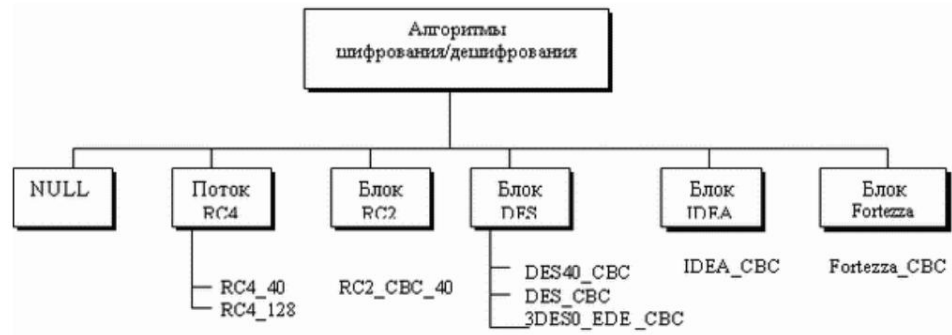 Алгоритмы
шифрования/дешифрования
NULL
Поток
RC4
Блок
RC2
Блок
DES
Блок
IDEA
Блок
Fortezza
RC4_40
RC4_128
RC2_CBC_40
DES40_CBC
DES_CBC
3DES0_EDE_CBC
IDEA_CBC
Fortezza_CBC